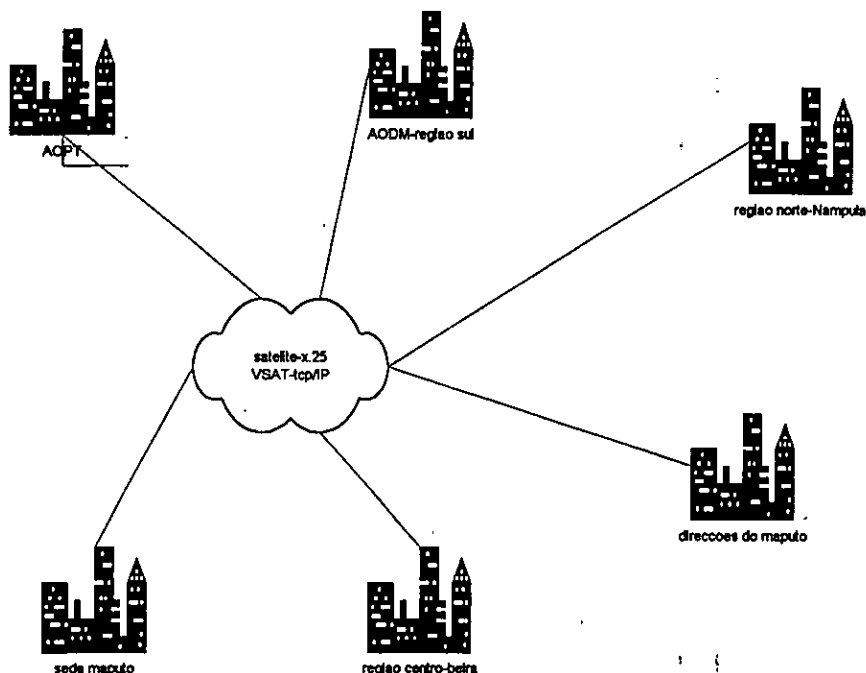 AOPT
AODM-regiao sul
regiao norte-Nampula
satelite-x.25
VSAT-tcp/IP
direccoes do maputo
sede maputo
regiao centro-beira